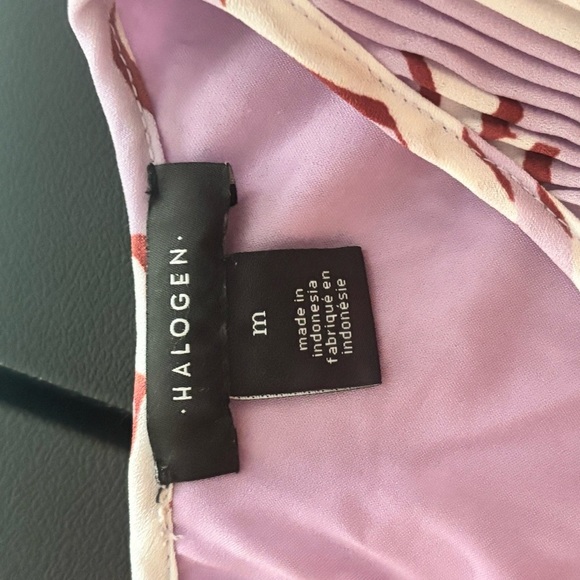 ·HALOGEN·
m
made in
indonesia
fabriqué en
indonésie